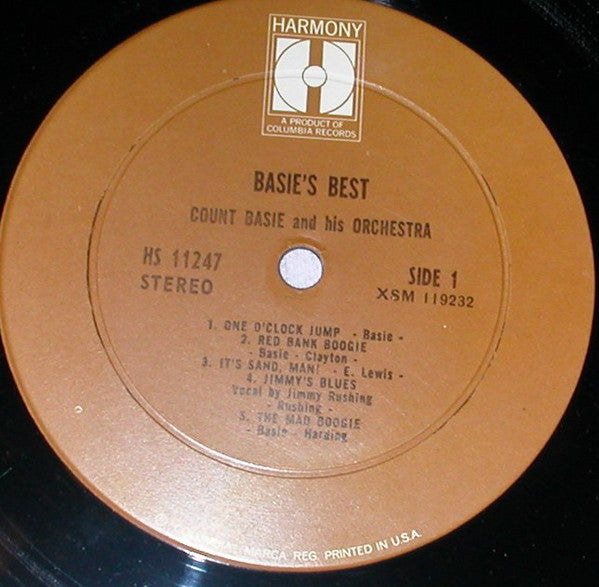 HARMONY
A PRODUCT OF
COLUMBIA RECORDS
BASIE'S BEST
COUNT BASIE and his ORCHESTRA
HS 11247
STEREO
SIDE 1
XSM 119232
1. ONE O'CLOCK JUMP - Basie -
2. RED BANK BOOGIE
- Basie - Clayton -
3. IT'S SAND, MAN! - E. Lewis -
4. JIMMY'S BLUES
Vocal by Jimmy Rushing
- Rushing -
5. THE MAD BOOGIE
- Basie - Harding
MARCA REG. PRINTED IN U.S.A.